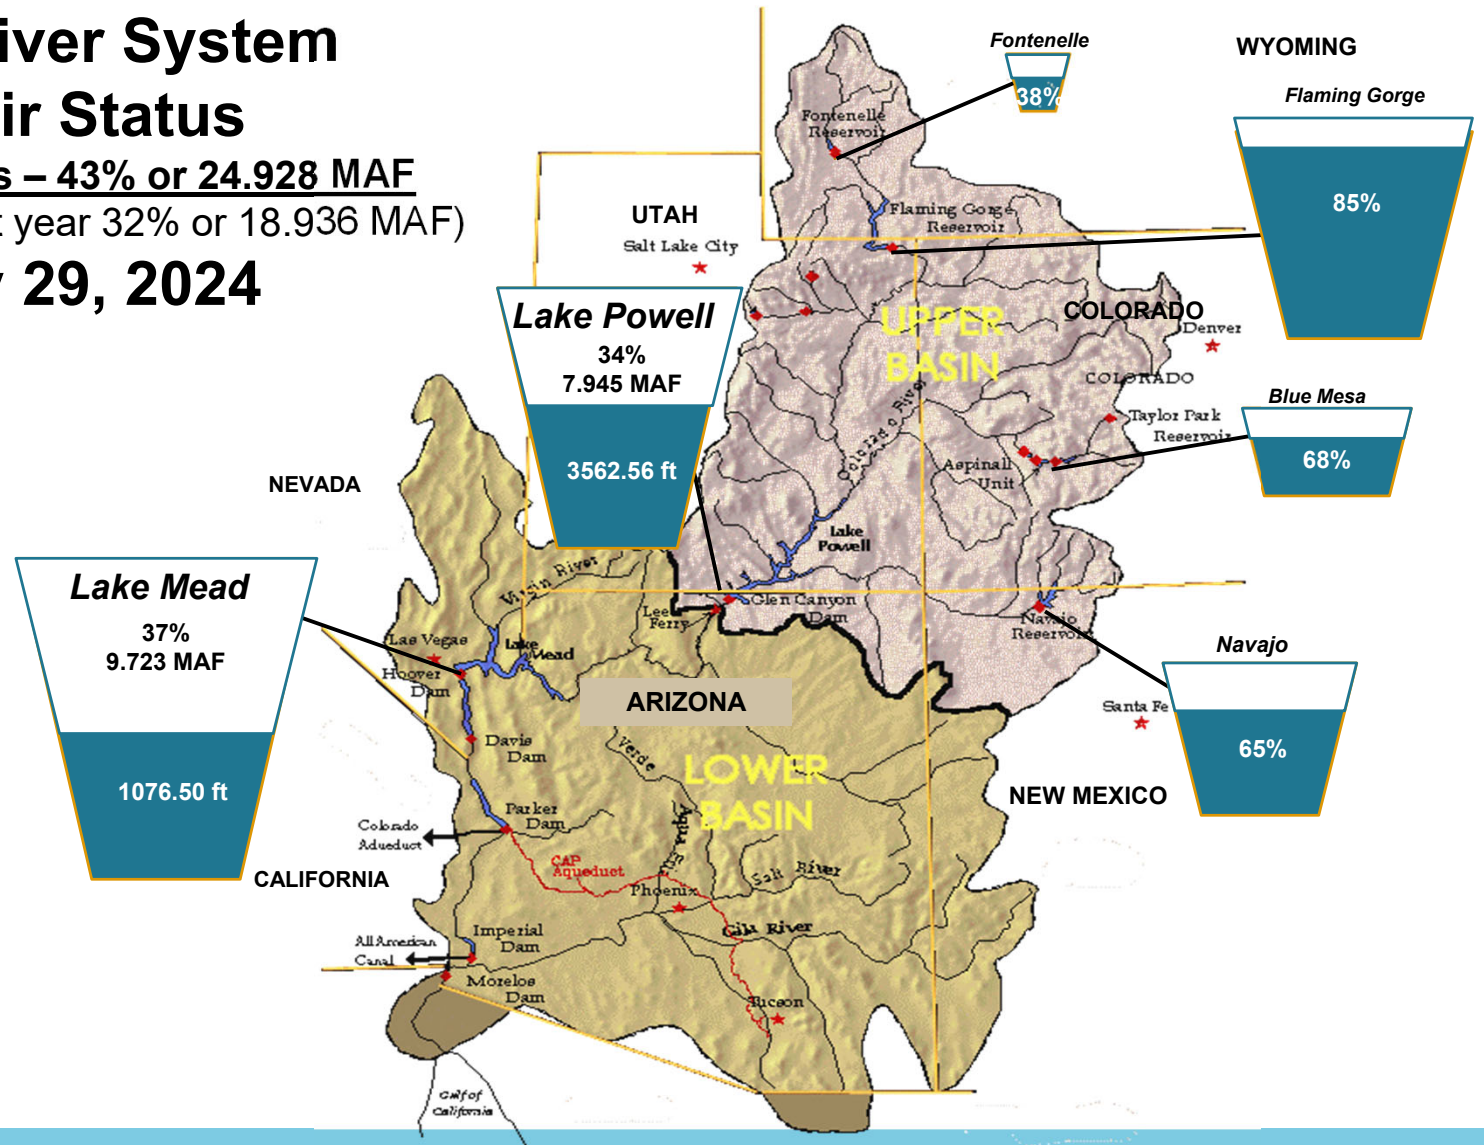 iver System
ir Status
s – 43% or 24.928 MAF
t year 32% or 18.936 MAF)
29, 2024
Fontenelle
38%
WYOMING
Flaming Gorge
85%
Fontenelle
Reservoir
UTAH
Salt Lake City
Flaming Gorge
Reservoir
Lake Powell
34%
7.945 MAF
3562.56 ft
UPPER
BASIN
COLORADO
Denver
COLORADO
Colorado River
Taylor Park
Reservoir
Blue Mesa
68%
Aspinall
Unit
NEVADA
Lake
Powell
Virgin River
Glen Canyon
Dam
Lee
Ferry
Navajo
Reservoir
Navajo
65%
Santa Fe
Lake Mead
37%
9.723 MAF
1076.50 ft
Las Vegas
Lake
Mead
Hoover
Dam
ARIZONA
Davis
Dam
Verde
LOWER
BASIN
NEW MEXICO
Parker
Dam
Colorado
Adueduct
CAP
Aqueduct
Agua Fria
Salt River
Phoenix
CALIFORNIA
Gila River
Imperial
Dam
All American
Canal
Morelos
Dam
Tucson
Gulf of
California